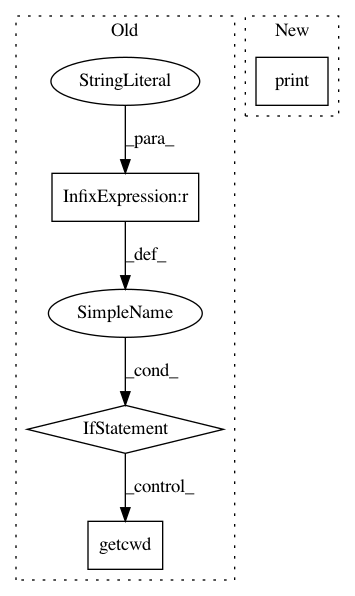 Old
New
StringLiteral
print
_para_
InfixExpression:r
_def_
SimpleName
_cond_
IfStatement
_control_
getcwd